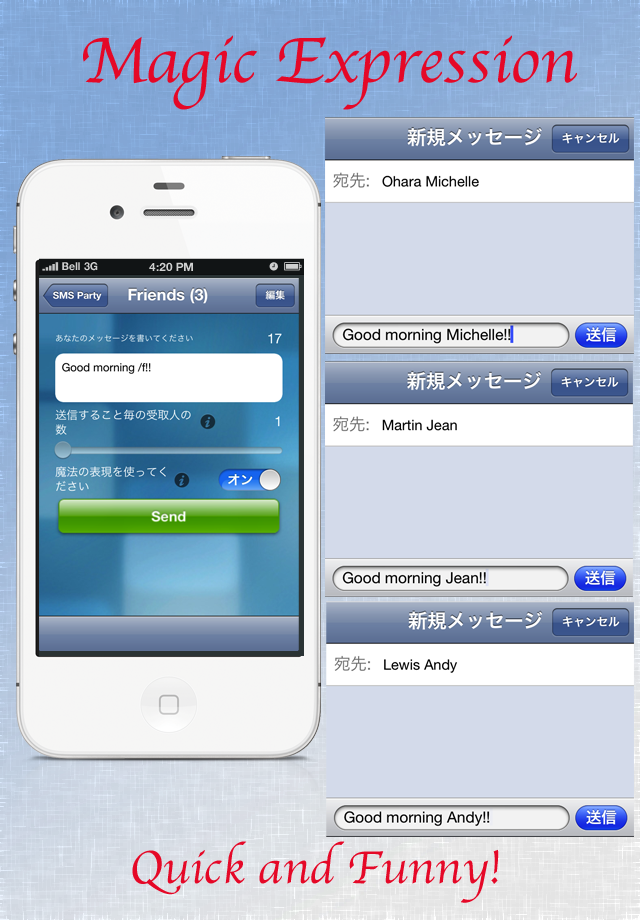 Magic Expression
Bell 3G 4:20 PM
SMS Party Friends (3) 編集
あなたのメッセージを書いてください 17
Good morning /f!!
送信すること毎の受取人の
数 1
魔法の表現を使ってく
ださい オン
Send
新規メッセージ キャンセル
宛先: Ohara Michelle
Good morning Michelle!! 送信
新規メッセージ キャンセル
宛先: Martin Jean
Good morning Jean!! 送信
新規メッセージ キャンセル
宛先: Lewis Andy
Good morning Andy!! 送信
Quick and Funny!